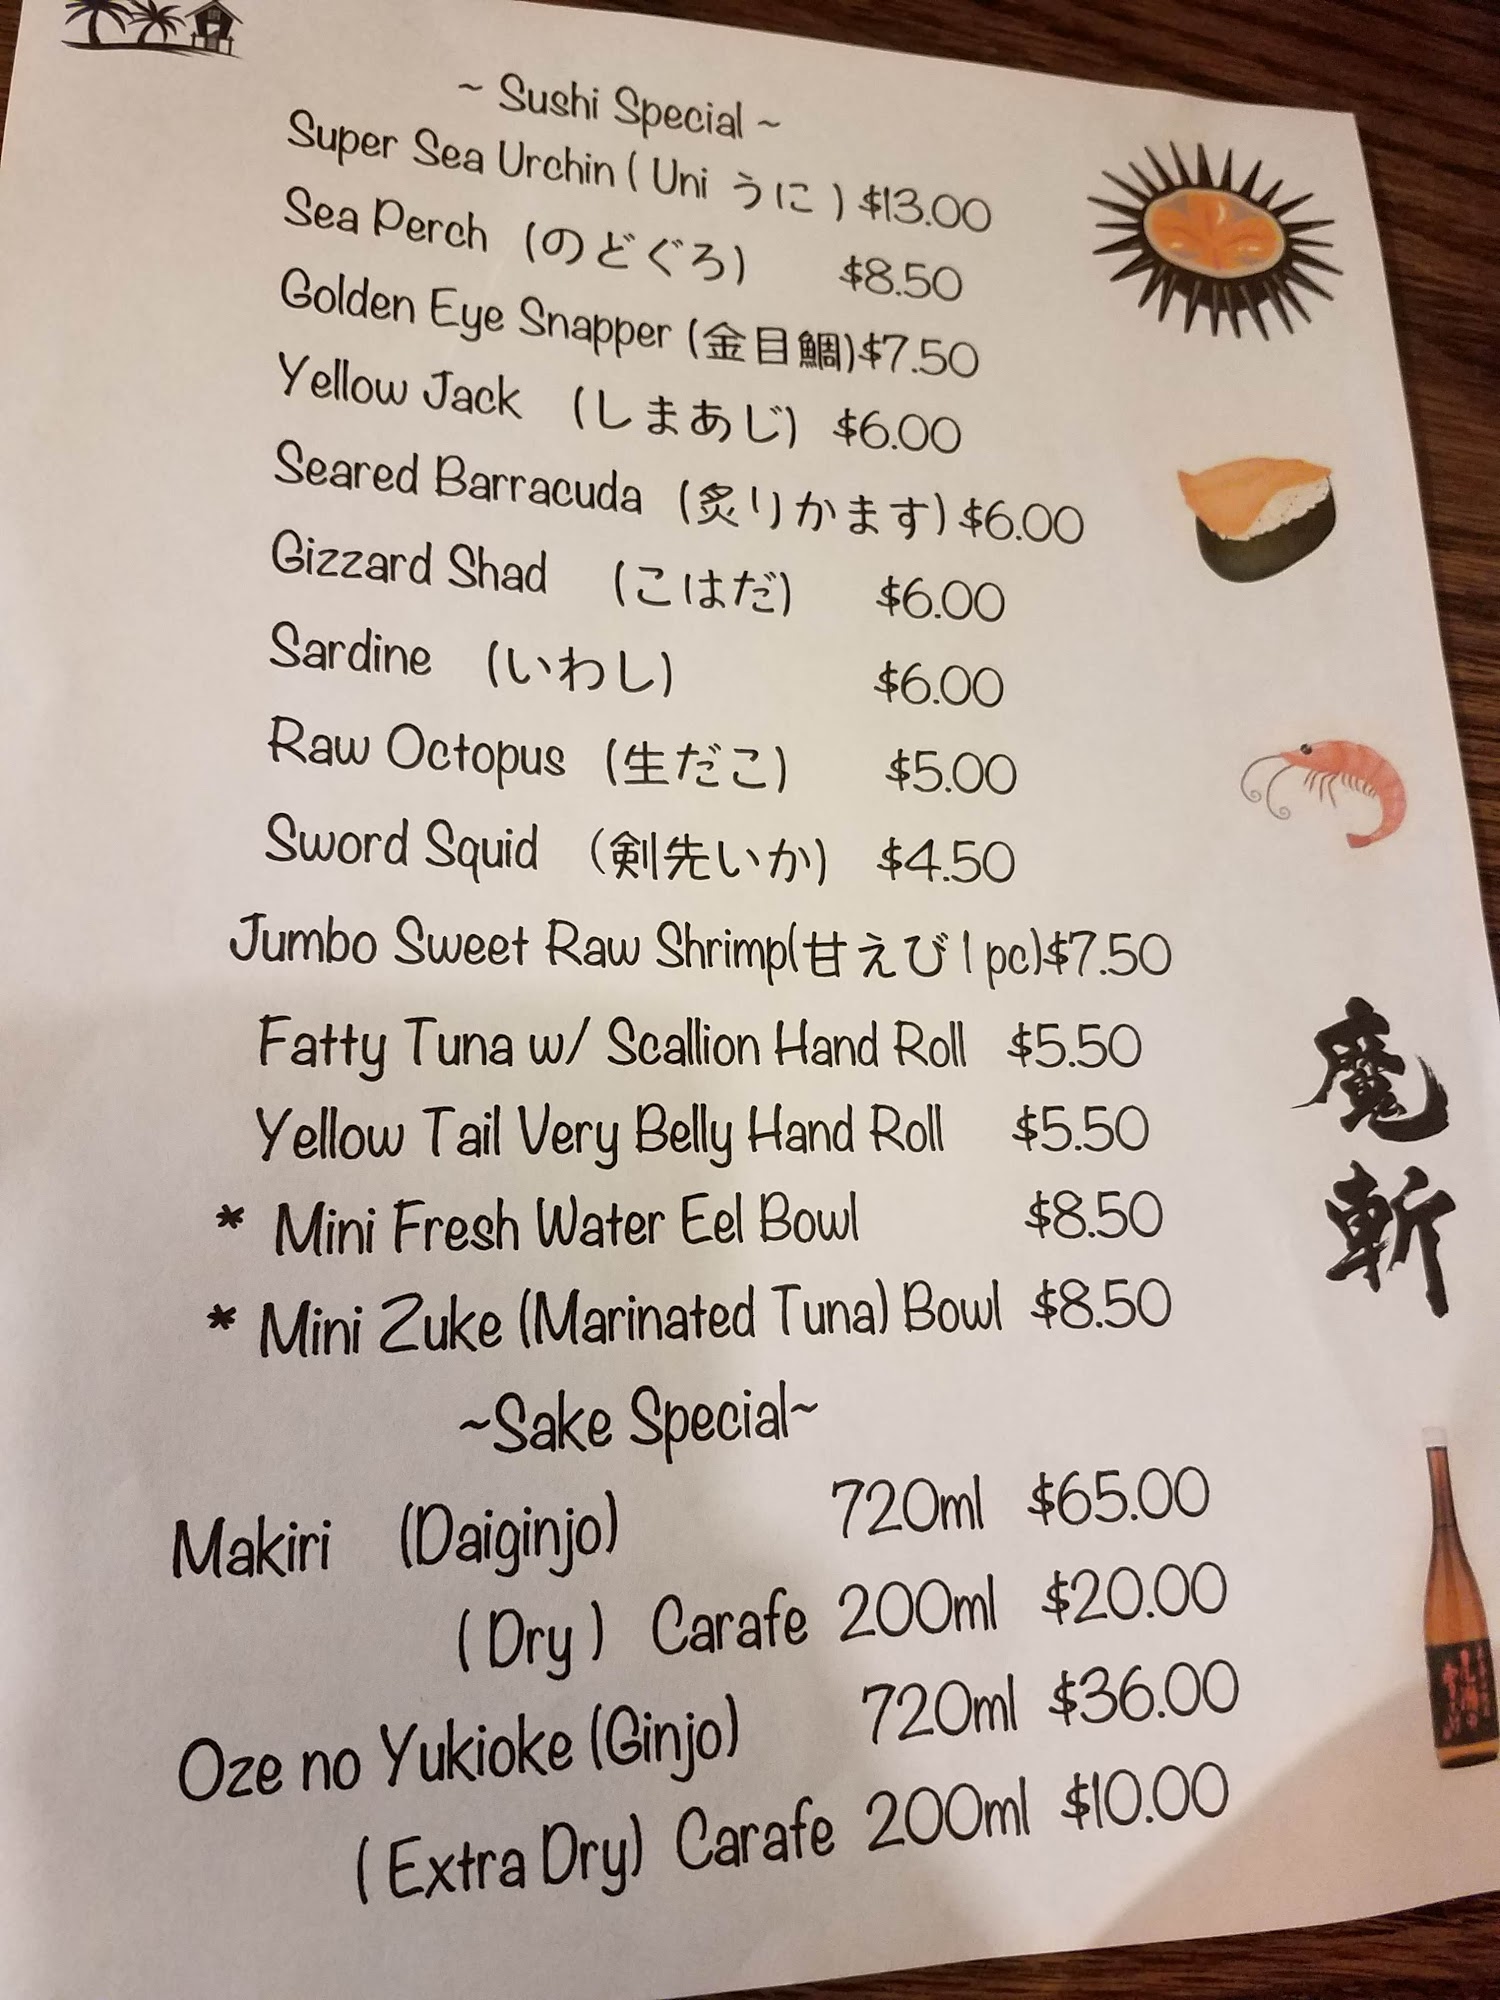 ~ Sushi Special ~
Super Sea Urchin ( Uni うに ) $13.00
Sea Perch (のどぐろ) $8.50
Golden Eye Snapper (金目鯛)$7.50
Yellow Jack (しまあじ) $6.00
Seared Barracuda (炙りかます) $6.00
Gizzard Shad (こはだ) $6.00
Sardine (いわし) $6.00
Raw Octopus (生だこ) $5.00
Sword Squid (剣先いか) $4.50
Jumbo Sweet Raw Shrimp(甘えび 1 pc)$7.50
Fatty Tuna w/ Scallion Hand Roll $5.50
Yellow Tail Very Belly Hand Roll $5.50
* Mini Fresh Water Eel Bowl $8.50
* Mini Zuke (Marinated Tuna) Bowl $8.50
魔斬
~Sake Special~
Makiri (Daiginjo) 720ml $65.00
( Dry ) Carafe 200ml $20.00
Oze no Yukioke (Ginjo) 720ml $36.00
( Extra Dry) Carafe 200ml $10.00